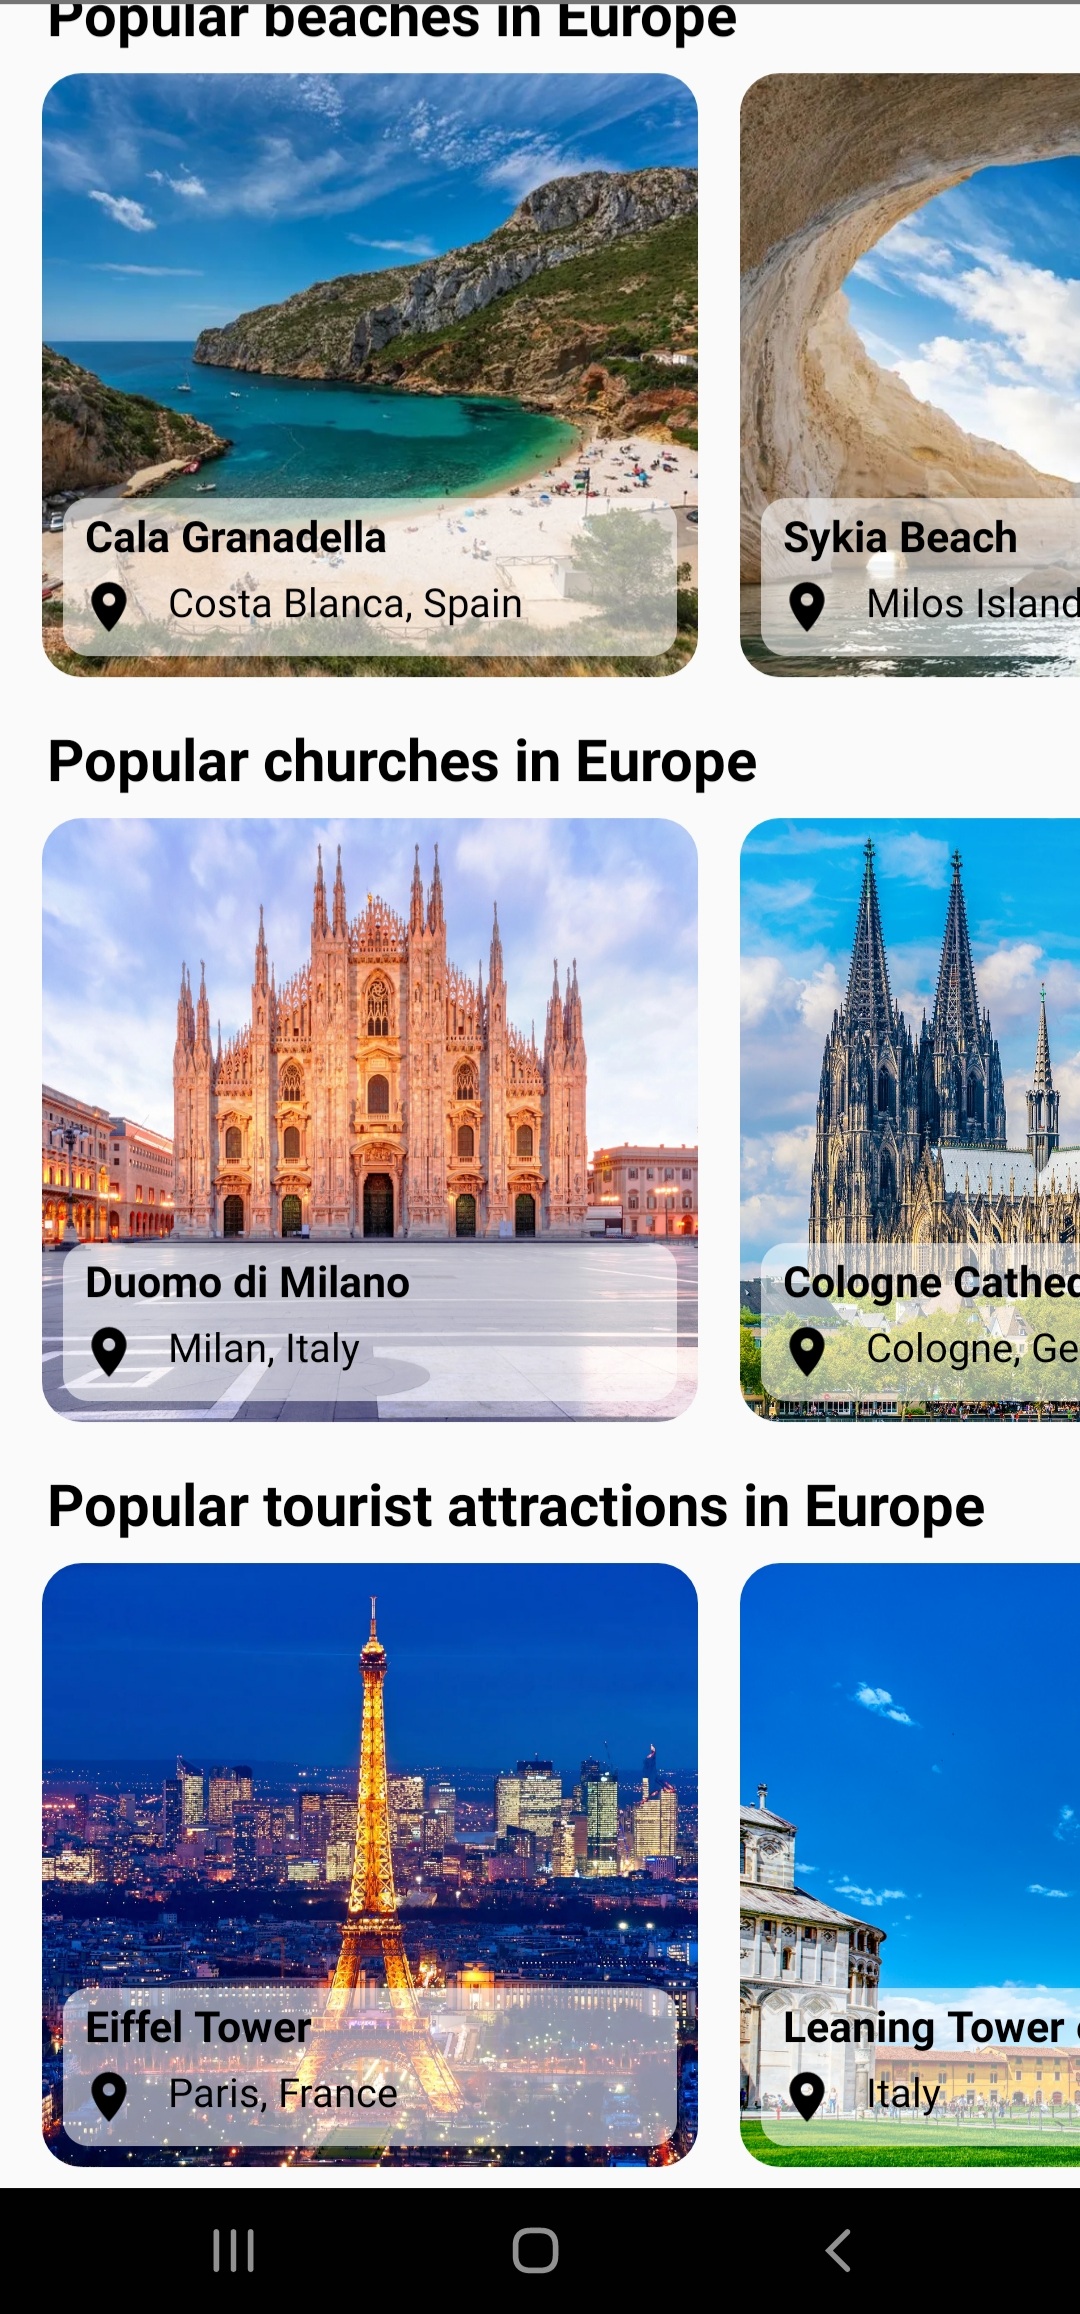 Popular beaches in Europe
Cala Granadella
Costa Blanca, Spain
Sykia Beach
Milos Island
Popular churches in Europe
Duomo di Milano
Milan, Italy
Cologne Cathed
Cologne, Ge
Popular tourist attractions in Europe
Eiffel Tower
Paris, France
Leaning Tower
Italy